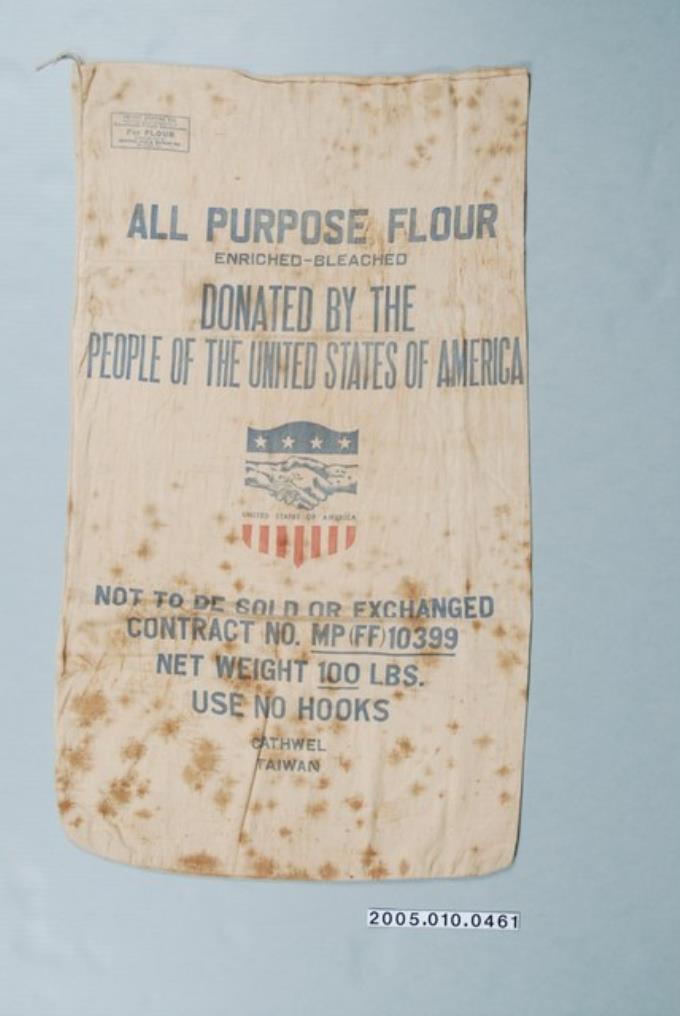 For FLOUR
ALL PURPOSE FLOUR
ENRICHED-BLEACHED
DONATED BY THE
PEOPLE OF THE UNITED STATES OF AMERICA
UNITED STATES OF AMERICA
NOT TO BE SOLD OR EXCHANGED
CONTRACT NO. MP(FF)10399
NET WEIGHT 100 LBS.
USE NO HOOKS
CATHWEL
TAIWAN
2005.010.0461